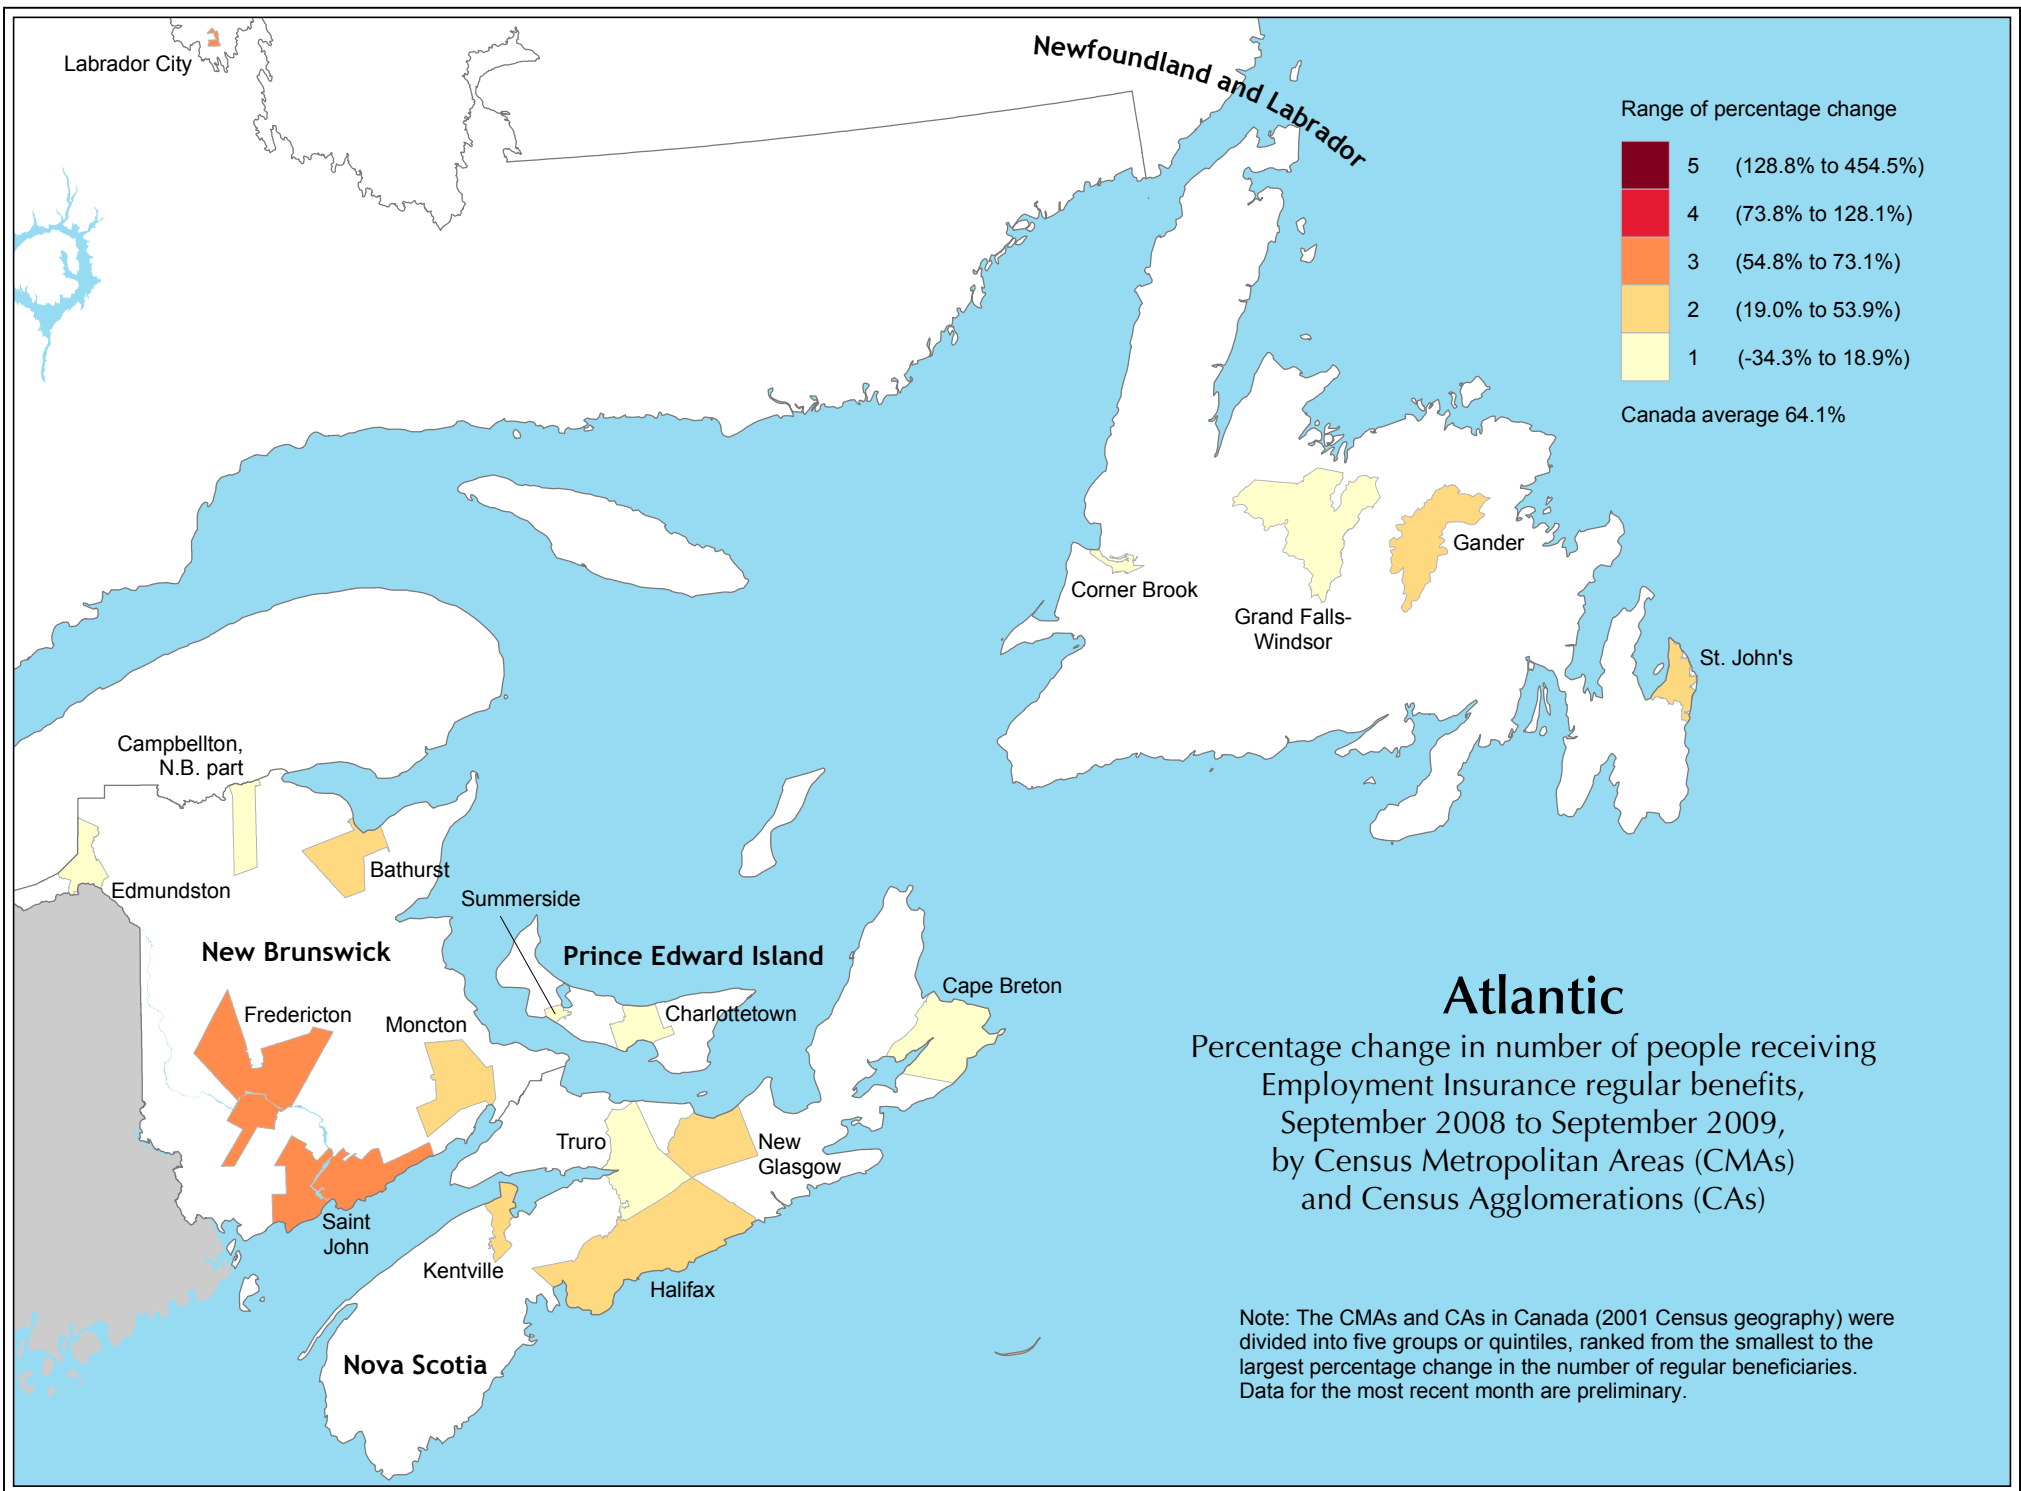 Labrador City
Newfoundland and Labrador
Range of percentage change
5 (128.8% to 454.5%)
4 (73.8% to 128.1%)
3 (54.8% to 73.1%)
2 (19.0% to 53.9%)
1 (-34.3% to 18.9%)
Canada average 64.1%
Gander
Corner Brook
Grand Falls-
Windsor
St. John's
Campbellton,
N.B. part
Bathurst
Edmundston
Summerside
New Brunswick
Prince Edward Island
Cape Breton
Fredericton
Moncton
Charlottetown
Truro
New
Glasgow
Saint
John
Kentville
Halifax
Nova Scotia
Atlantic
Percentage change in number of people receiving
Employment Insurance regular benefits,
September 2008 to September 2009,
by Census Metropolitan Areas (CMAs)
and Census Agglomerations (CAs)
Note: The CMAs and CAs in Canada (2001 Census geography) were
divided into five groups or quintiles, ranked from the smallest to the
largest percentage change in the number of regular beneficiaries.
Data for the most recent month are preliminary.